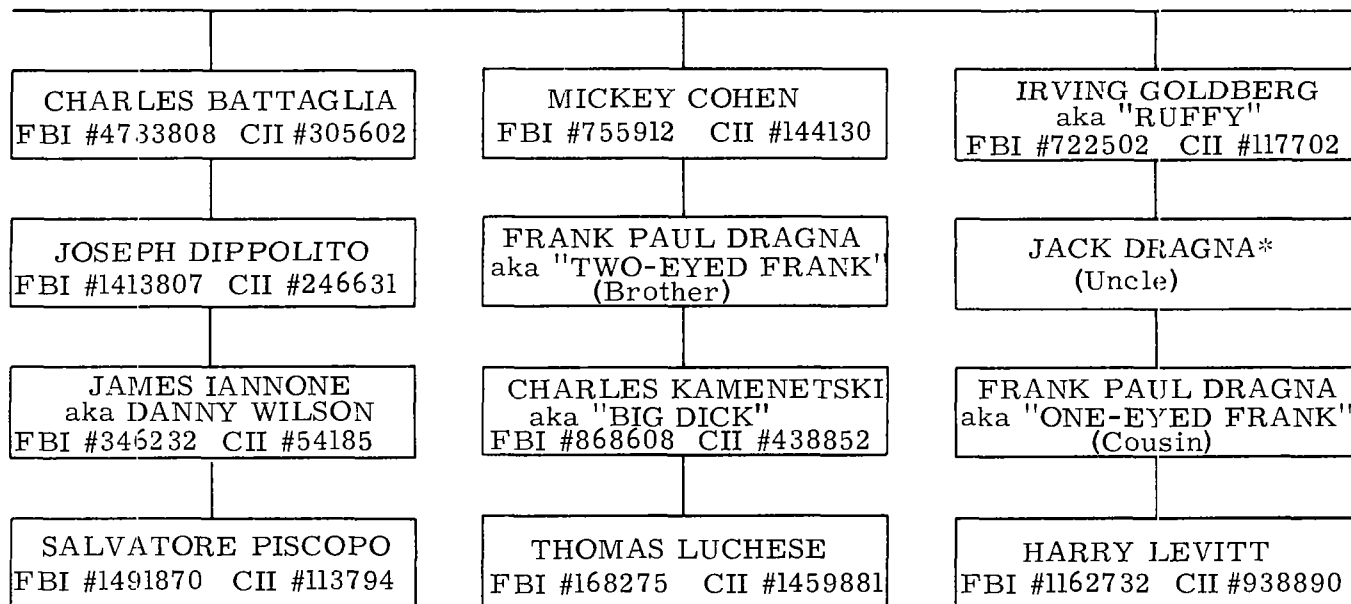 CHARLES BATTAGLIA
FBI #4733808 CII #305602
JOSEPH DIPPOLITO
FBI #1413807 CII #246631
JAMES IANNONE
aka DANNY WILSON
FBI #346232 CII #54185
SALVATORE PISCOPO
FBI #1491870 CII #113794
MICKEY COHEN
FBI #755912 CII #144130
FRANK PAUL DRAGNA
aka "TWO-EYED FRANK"
(Brother)
CHARLES KAMENETSKI
aka "BIG DICK"
FBI #868608 CII #438852
THOMAS LUCHESE
FBI #168275 CII #1459881
IRVING GOLDBERG
aka "RUFFY"
FBI #722502 CII #117702
JACK DRAGNA*
(Uncle)
FRANK PAUL DRAGNA
aka "ONE-EYED FRANK"
(Cousin)
HARRY LEVITT
FBI #1162732 CII #938890